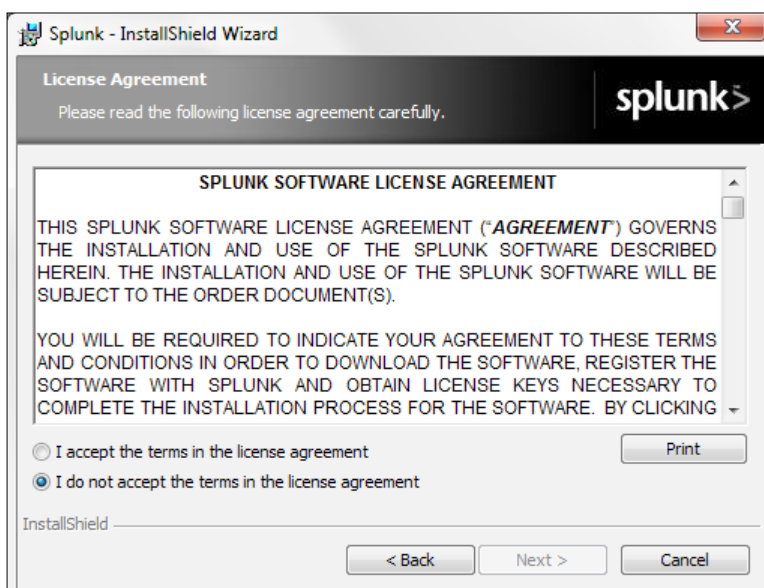 Splunk - InstallShield Wizard
License Agreement
Please read the following license agreement carefully.
splunk>
SPLUNK SOFTWARE LICENSE AGREEMENT
THIS SPLUNK SOFTWARE LICENSE AGREEMENT (“AGREEMENT”) GOVERNS
THE INSTALLATION AND USE OF THE SPLUNK SOFTWARE DESCRIBED
HEREIN. THE INSTALLATION AND USE OF THE SPLUNK SOFTWARE WILL BE
SUBJECT TO THE ORDER DOCUMENT(S).
YOU WILL BE REQUIRED TO INDICATE YOUR AGREEMENT TO THESE TERMS
AND CONDITIONS IN ORDER TO DOWNLOAD THE SOFTWARE, REGISTER THE
SOFTWARE WITH SPLUNK AND OBTAIN LICENSE KEYS NECESSARY TO
COMPLETE THE INSTALLATION PROCESS FOR THE SOFTWARE. BY CLICKING
I accept the terms in the license agreement
Print
I do not accept the terms in the license agreement
InstallShield
< Back
Next >
Cancel